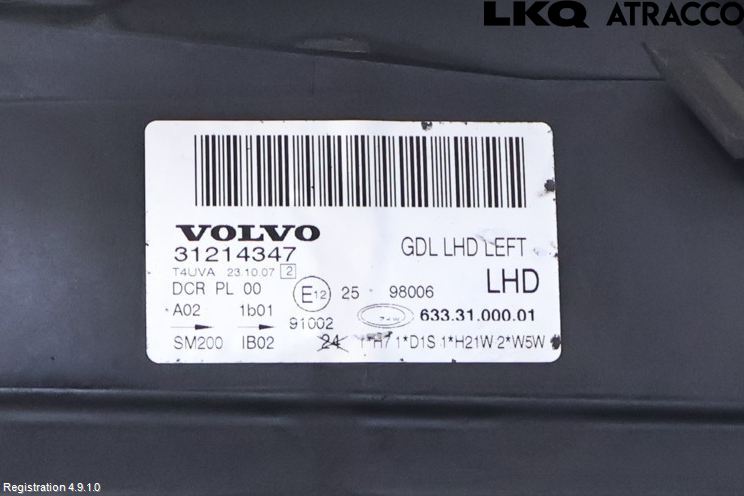 LKQ ATRACCO
VOLVO
31214347
GDL LHD LEFT
T4UVA 23.10.07 2
LHD
DCR PL 00
E12 25 98006
A02 1b01
91002
633.31.000.01
SM200 IB02
24 1*H7 1*D1S 1*H21W 2*W5W
Registration 4.9.1.0